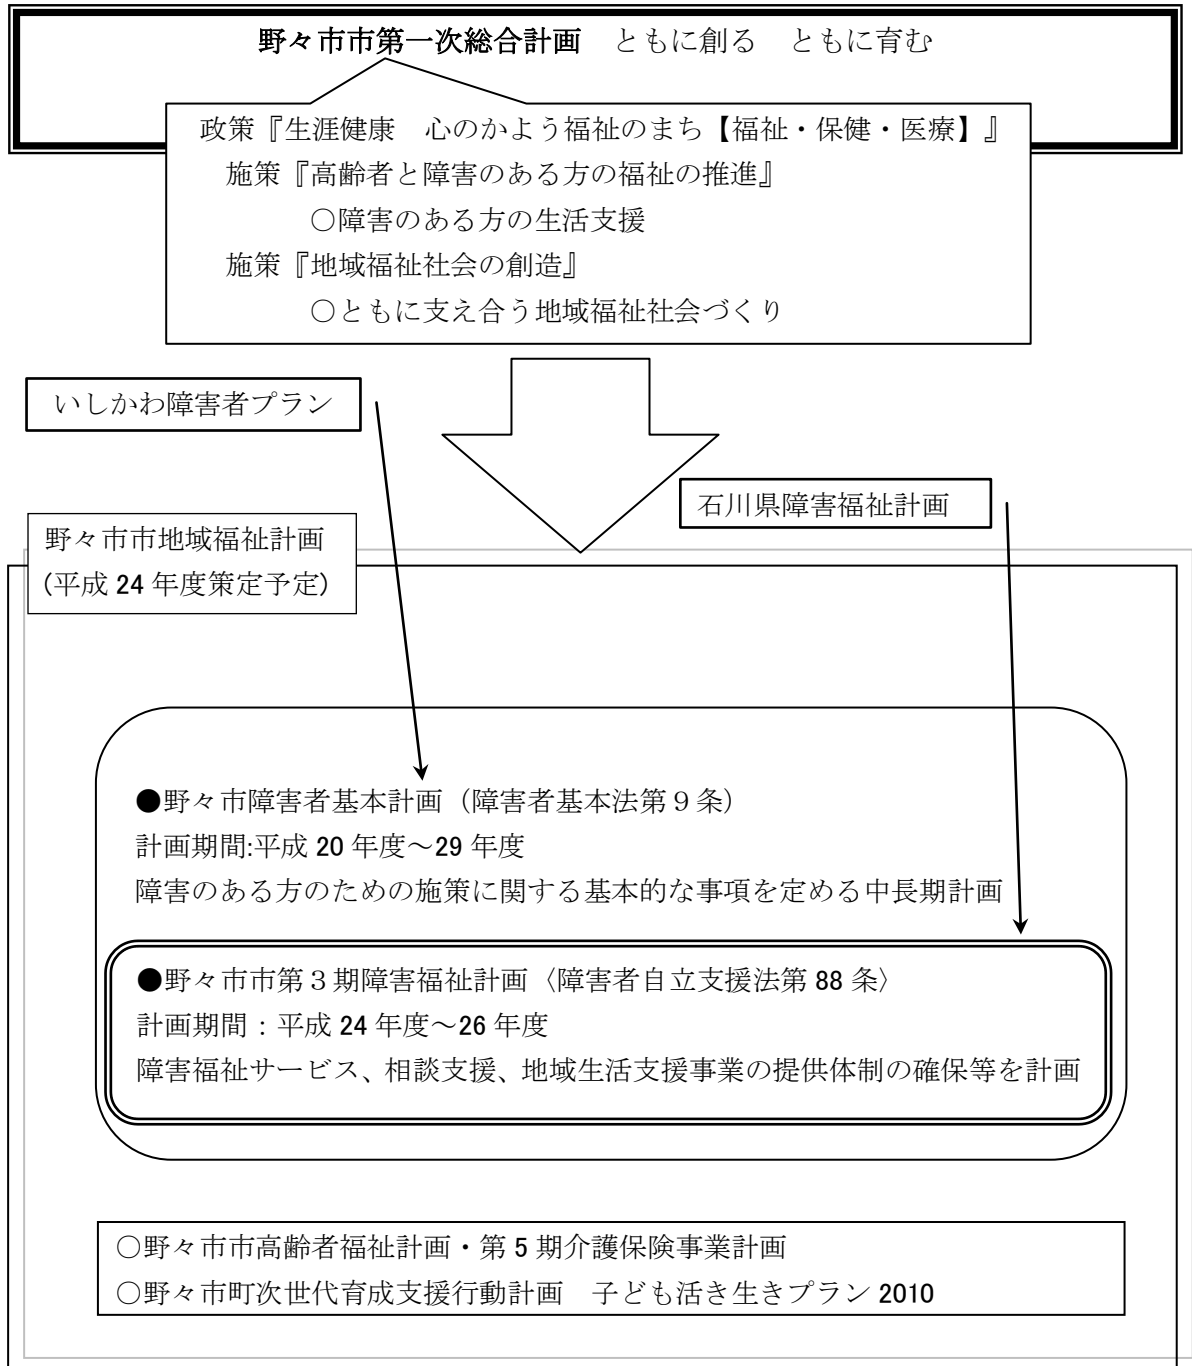 野々市市第一次総合計画　ともに創る　ともに育む
政策『生涯健康　心のかよう福祉のまち【福祉・保健・医療】』
施策『高齢者と障害のある方の福祉の推進』
○障害のある方の生活支援
施策『地域福祉社会の創造』
○ともに支え合う地域福祉社会づくり
いしかわ障害者プラン
石川県障害福祉計画
野々市市地域福祉計画
(平成 24 年度策定予定)
●野々市障害者基本計画（障害者基本法第９条）
計画期間:平成 20 年度～29 年度
障害のある方のための施策に関する基本的な事項を定める中長期計画
●野々市市第３期障害福祉計画〈障害者自立支援法第 88 条〉
計画期間：平成 24 年度～26 年度
障害福祉サービス、相談支援、地域生活支援事業の提供体制の確保等を計画
○野々市市高齢者福祉計画・第 5 期介護保険事業計画
○野々市町次世代育成支援行動計画　子ども活き生きプラン 2010